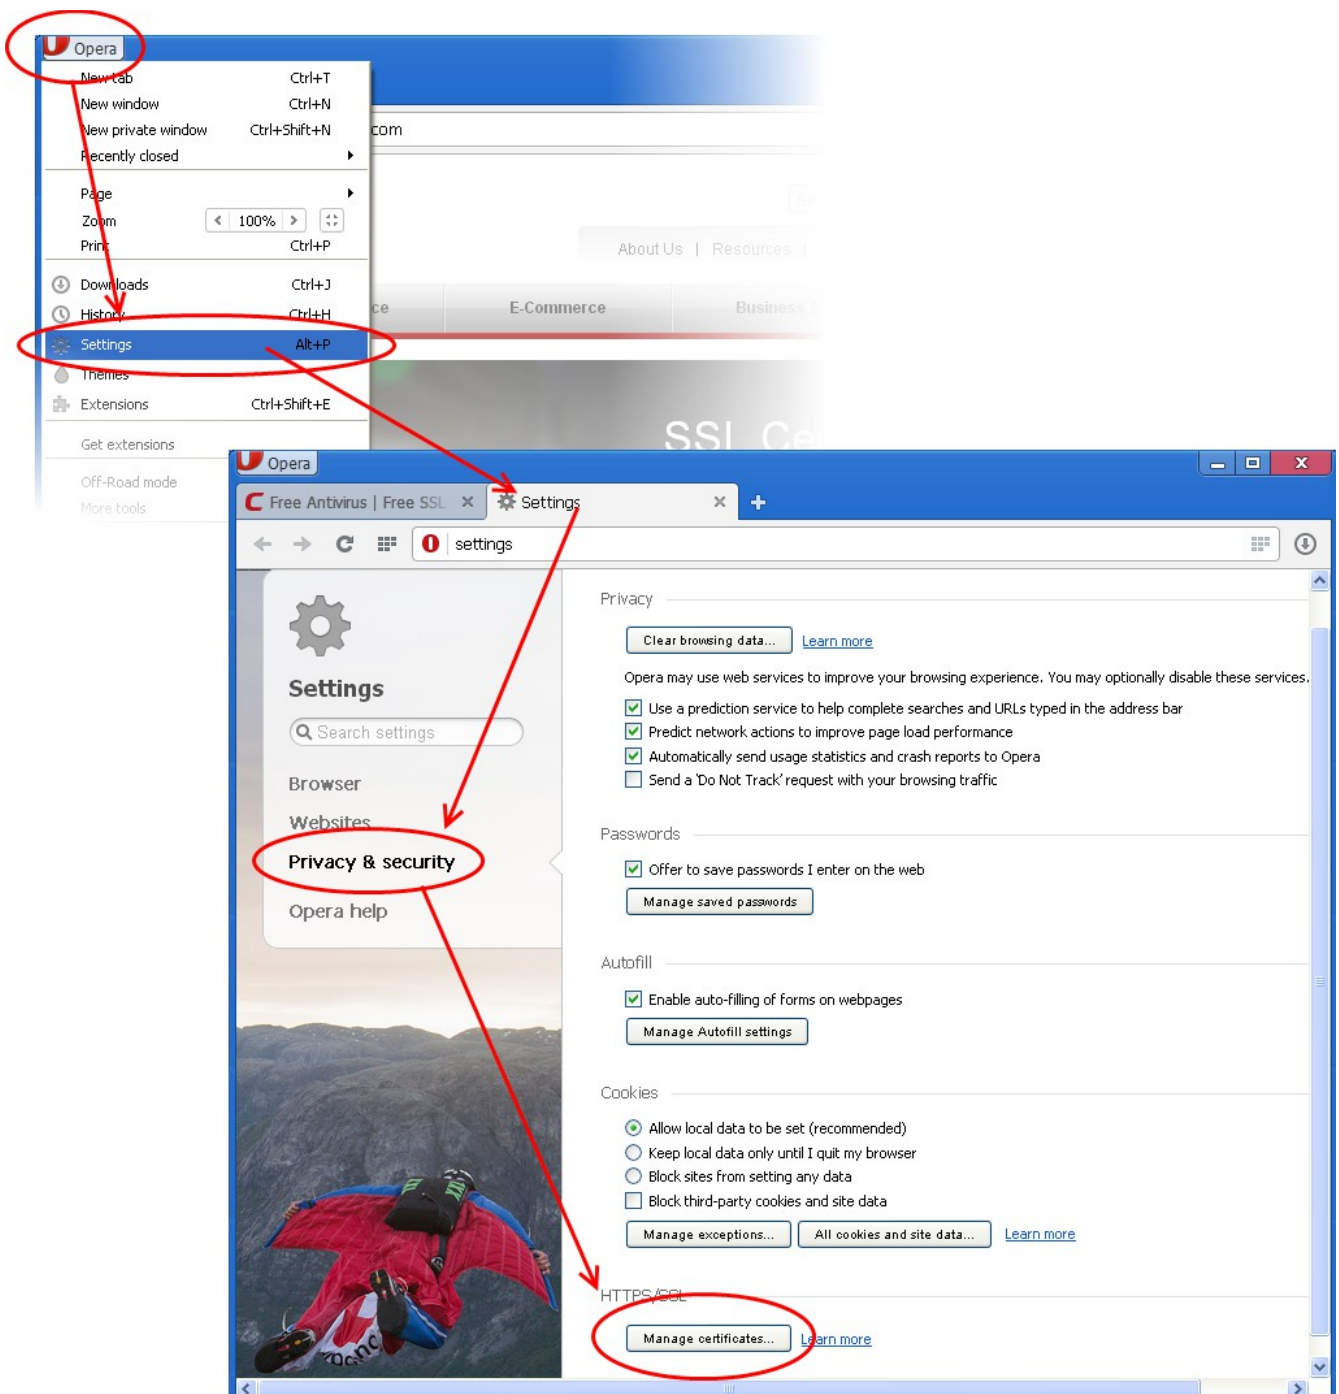 Opera
New tab Ctrl+T
New window Ctrl+N
New private window Ctrl+Shift+N
Recently closed
Page
Zoom 100%
Print Ctrl+P
Downloads Ctrl+J
History Ctrl+H
Settings Alt+P
Themes
Extensions Ctrl+Shift+E
Get extensions
Off-Road mode
More tools
com
About Us | Resources |
ce E-Commerce Business
SSL Ce
Opera
Free Antivirus | Free SSL Settings
settings
Settings
Search settings
Browser
Websites
Privacy & security
Opera help
Privacy
Clear browsing data... Learn more
Opera may use web services to improve your browsing experience. You may optionally disable these services.
Use a prediction service to help complete searches and URLs typed in the address bar
Predict network actions to improve page load performance
Automatically send usage statistics and crash reports to Opera
Send a 'Do Not Track' request with your browsing traffic
Passwords
Offer to save passwords I enter on the web
Manage saved passwords
Autofill
Enable auto-filling of forms on webpages
Manage Autofill settings
Cookies
Allow local data to be set (recommended)
Keep local data only until I quit my browser
Block sites from setting any data
Block third-party cookies and site data
Manage exceptions... All cookies and site data... Learn more
HTTPS/SSL
Manage certificates... Learn more